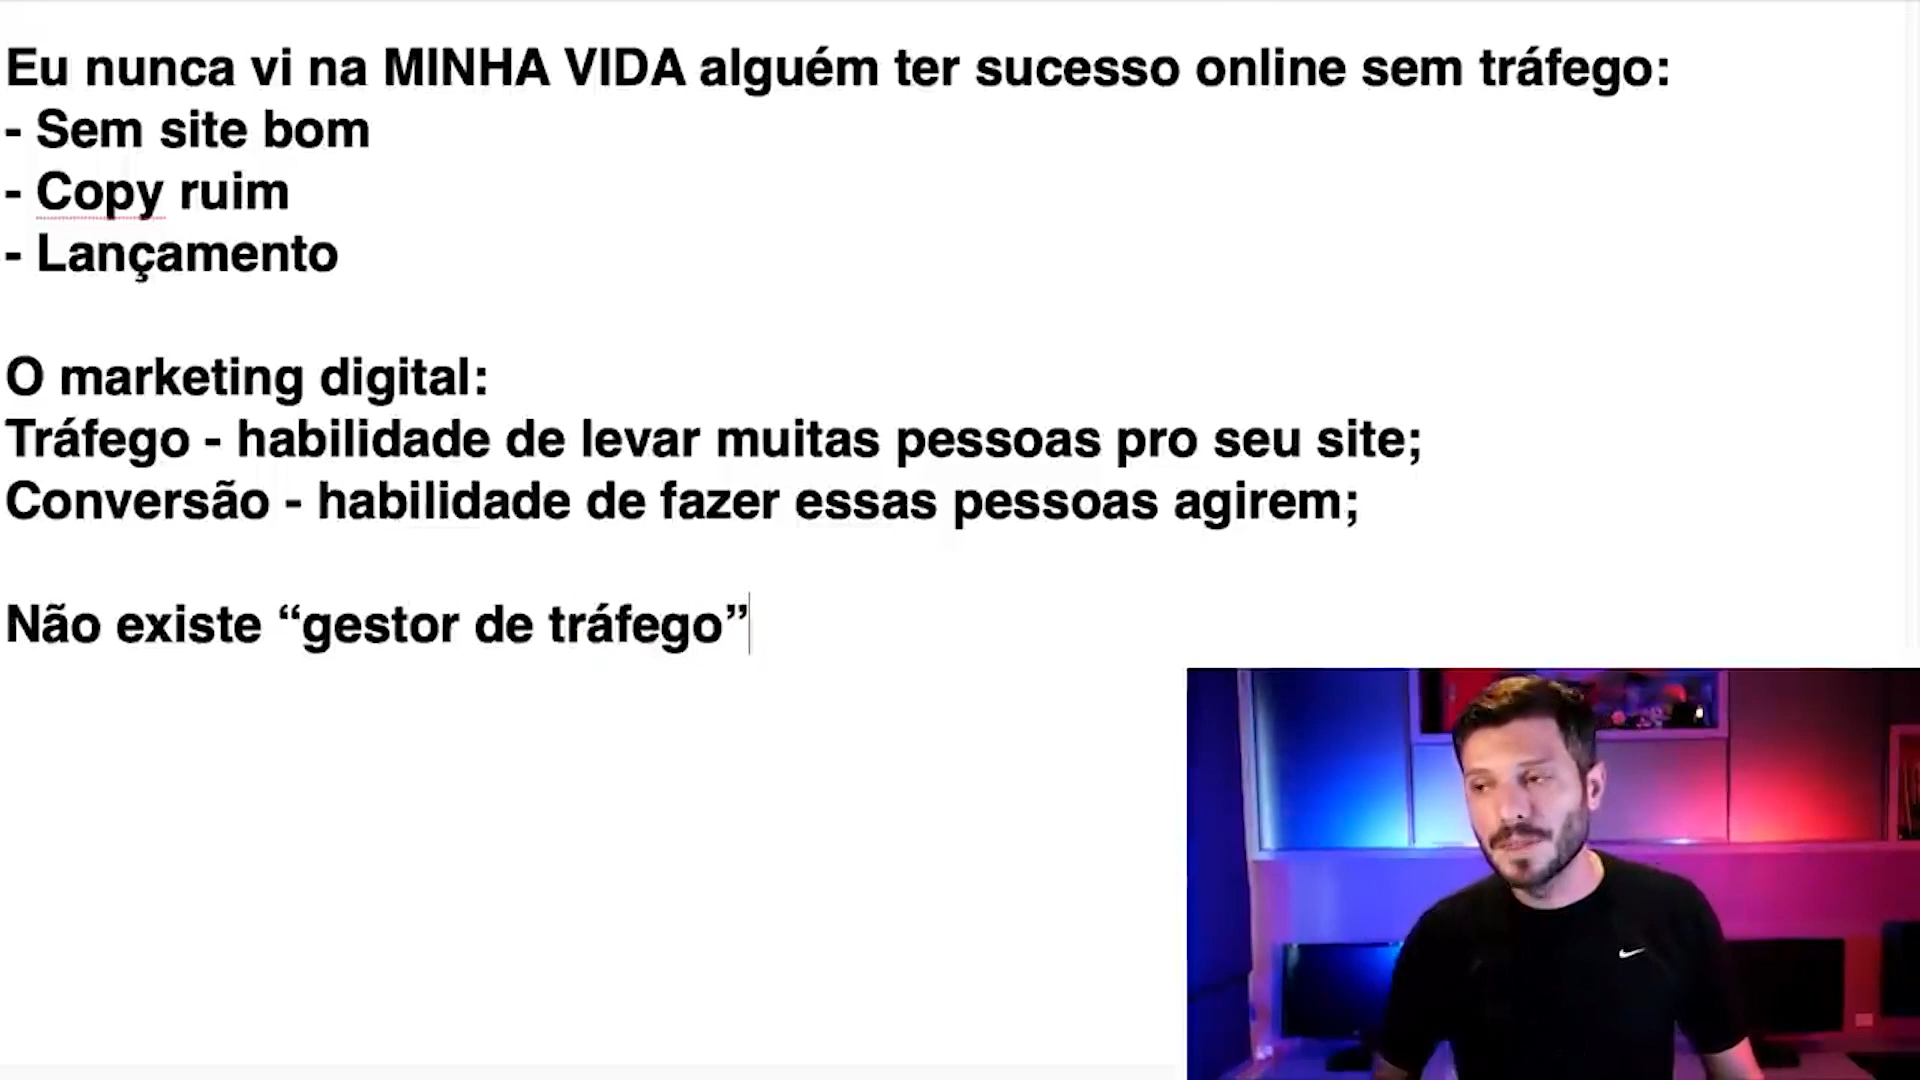 Eu nunca vi na MINHA VIDA alguém ter sucesso online sem tráfego:
- Sem site bom
- Copy ruim
- Lançamento
O marketing digital:
Tráfego - habilidade de levar muitas pessoas pro seu site;
Conversão - habilidade de fazer essas pessoas agirem;
Não existe “gestor de tráfego”